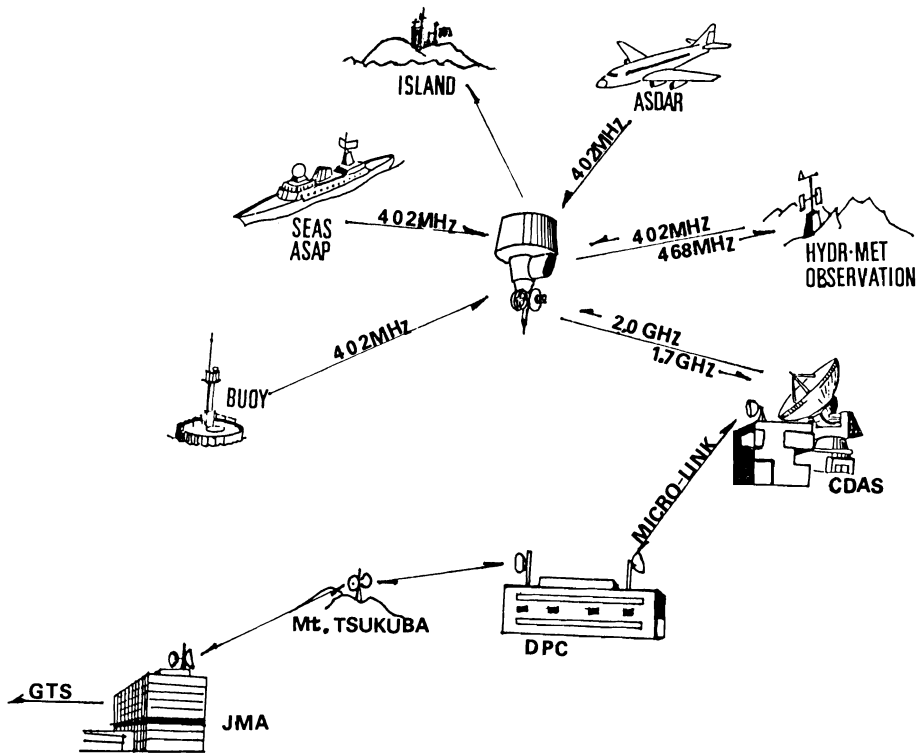 ISLAND
ASDAR
402MHZ
SEAS
ASAP
402MHZ
402MHZ
468MHZ
HYDR·MET
OBSERVATION
402MHZ
2.0 GHZ
1.7GHZ
BUOY
MICRO-LINK
CDAS
Mt. TSUKUBA
DPC
GTS
JMA